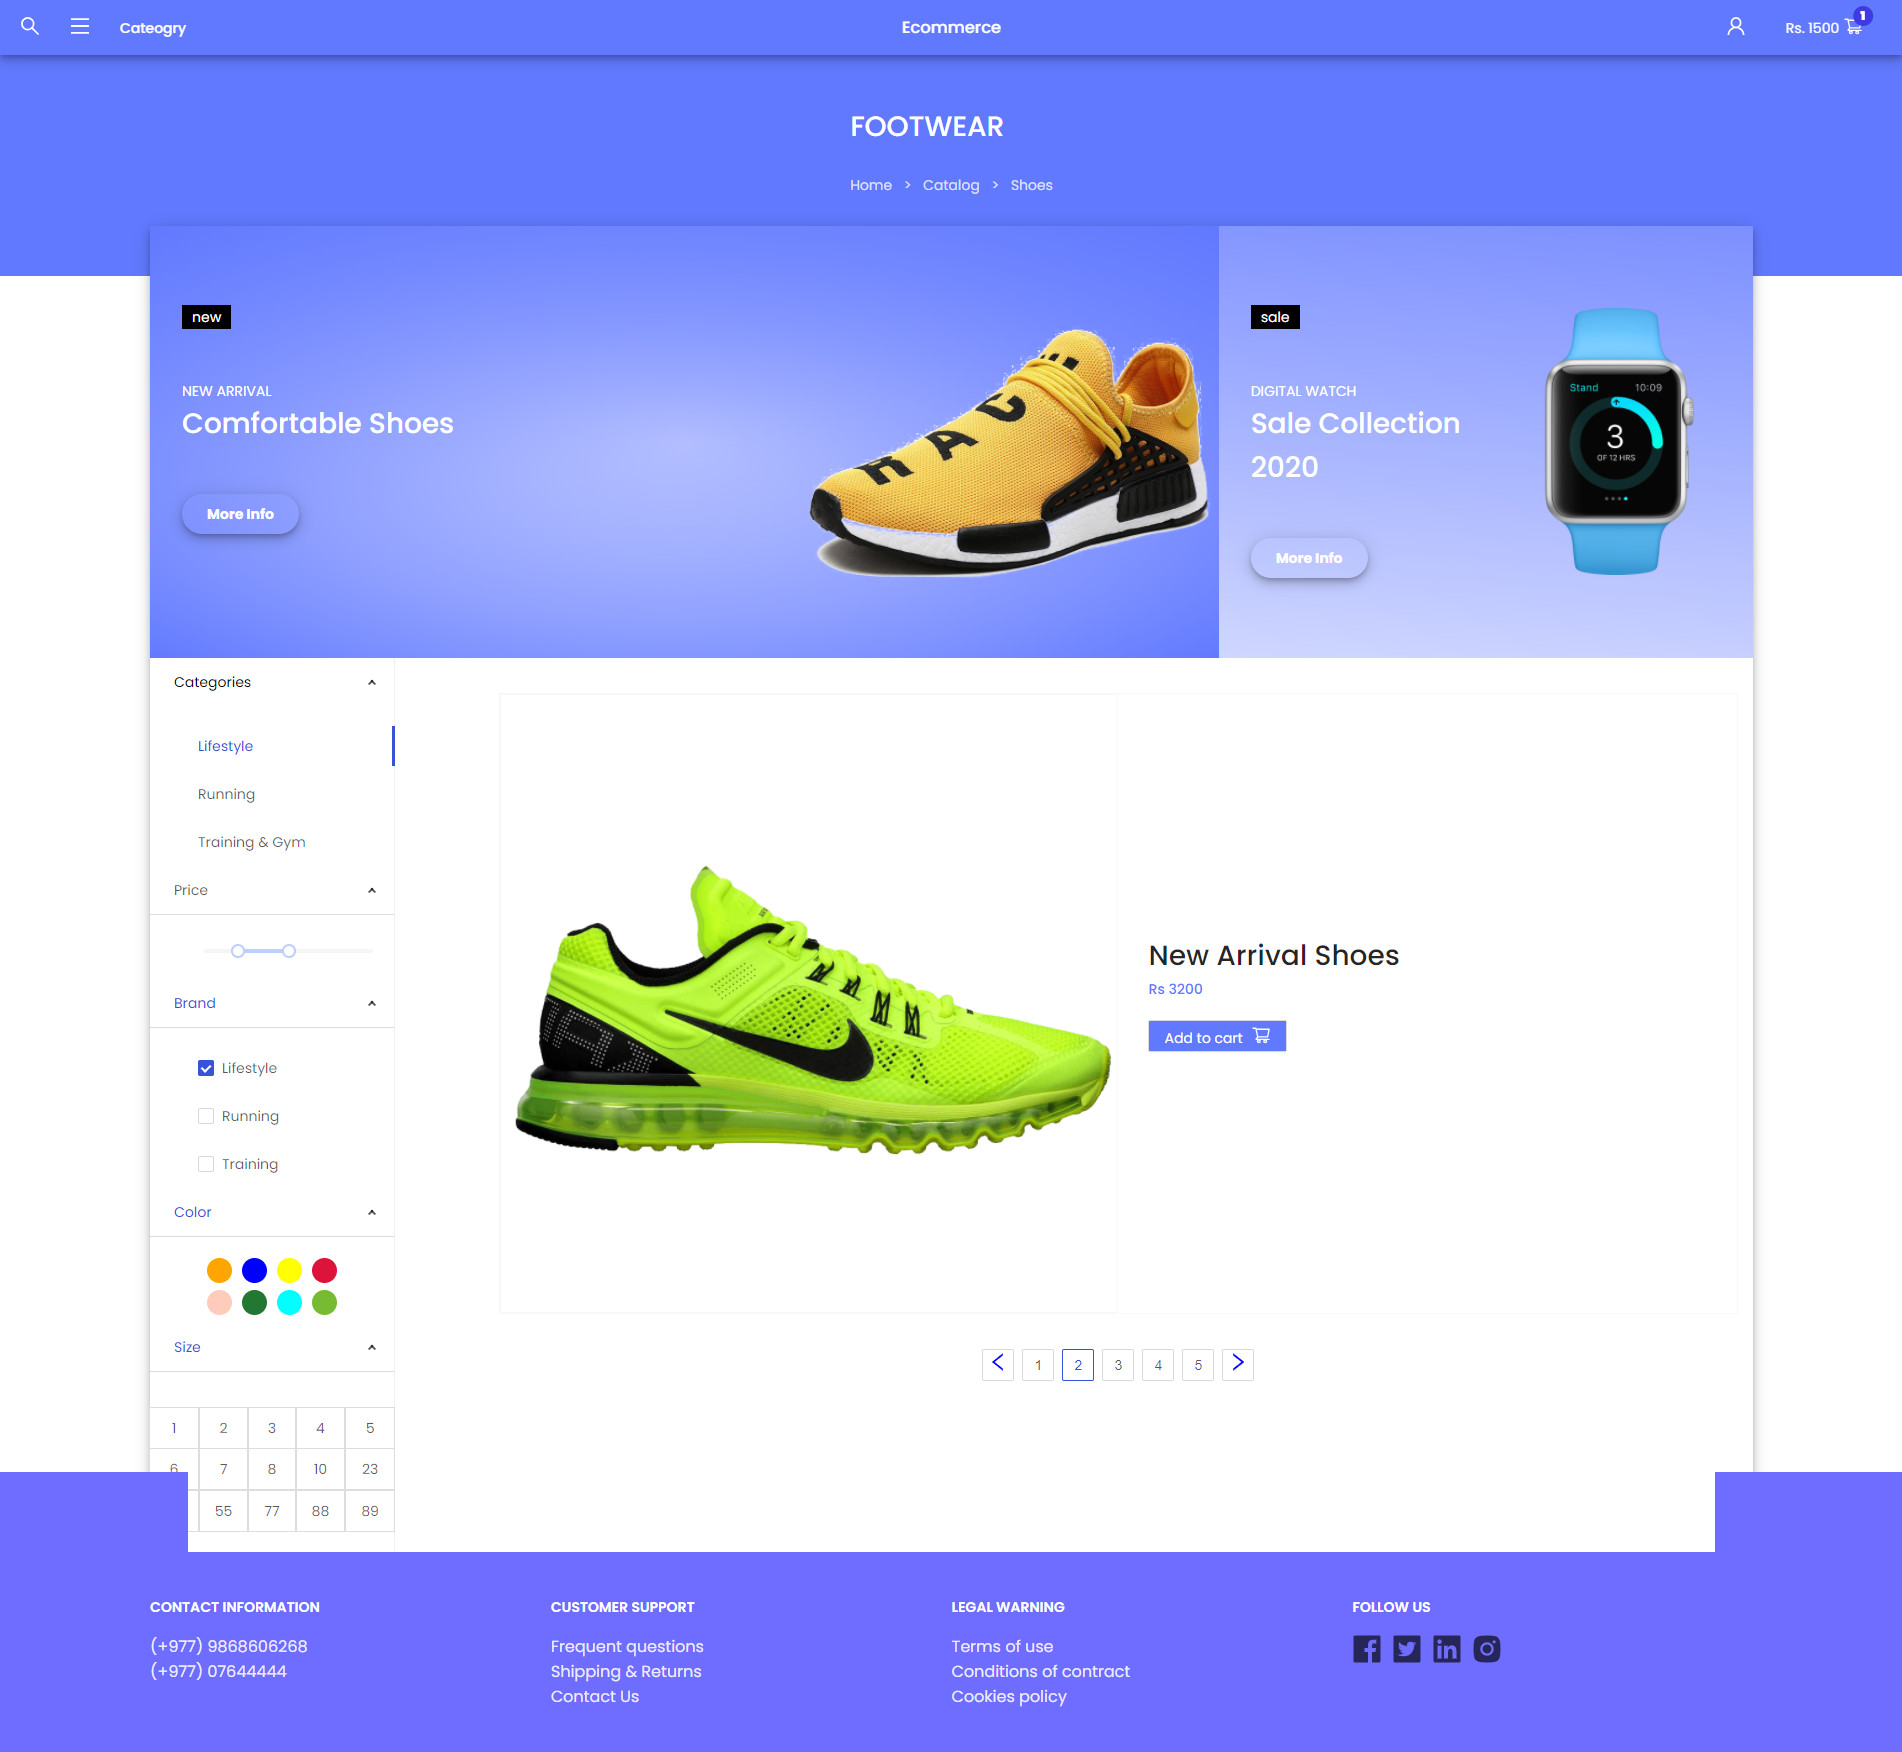 Cateogry
Ecommerce
Rs. 1500
1
FOOTWEAR
Home > Catalog > Shoes
new
NEW ARRIVAL
Comfortable Shoes
More Info
sale
DIGITAL WATCH
Sale Collection
2020
More Info
Stand 10:09
3
OF 12 HRS
Categories
Lifestyle
Running
Training & Gym
Price
Brand
Lifestyle
Running
Training
Color
Size
1 2 3 4 5
6 7 8 10 23
55 77 88 89
New Arrival Shoes
Rs 3200
Add to cart
< 1 2 3 4 5 >
CONTACT INFORMATION
(+977) 9868606268
(+977) 07644444
CUSTOMER SUPPORT
Frequent questions
Shipping & Returns
Contact Us
LEGAL WARNING
Terms of use
Conditions of contract
Cookies policy
FOLLOW US